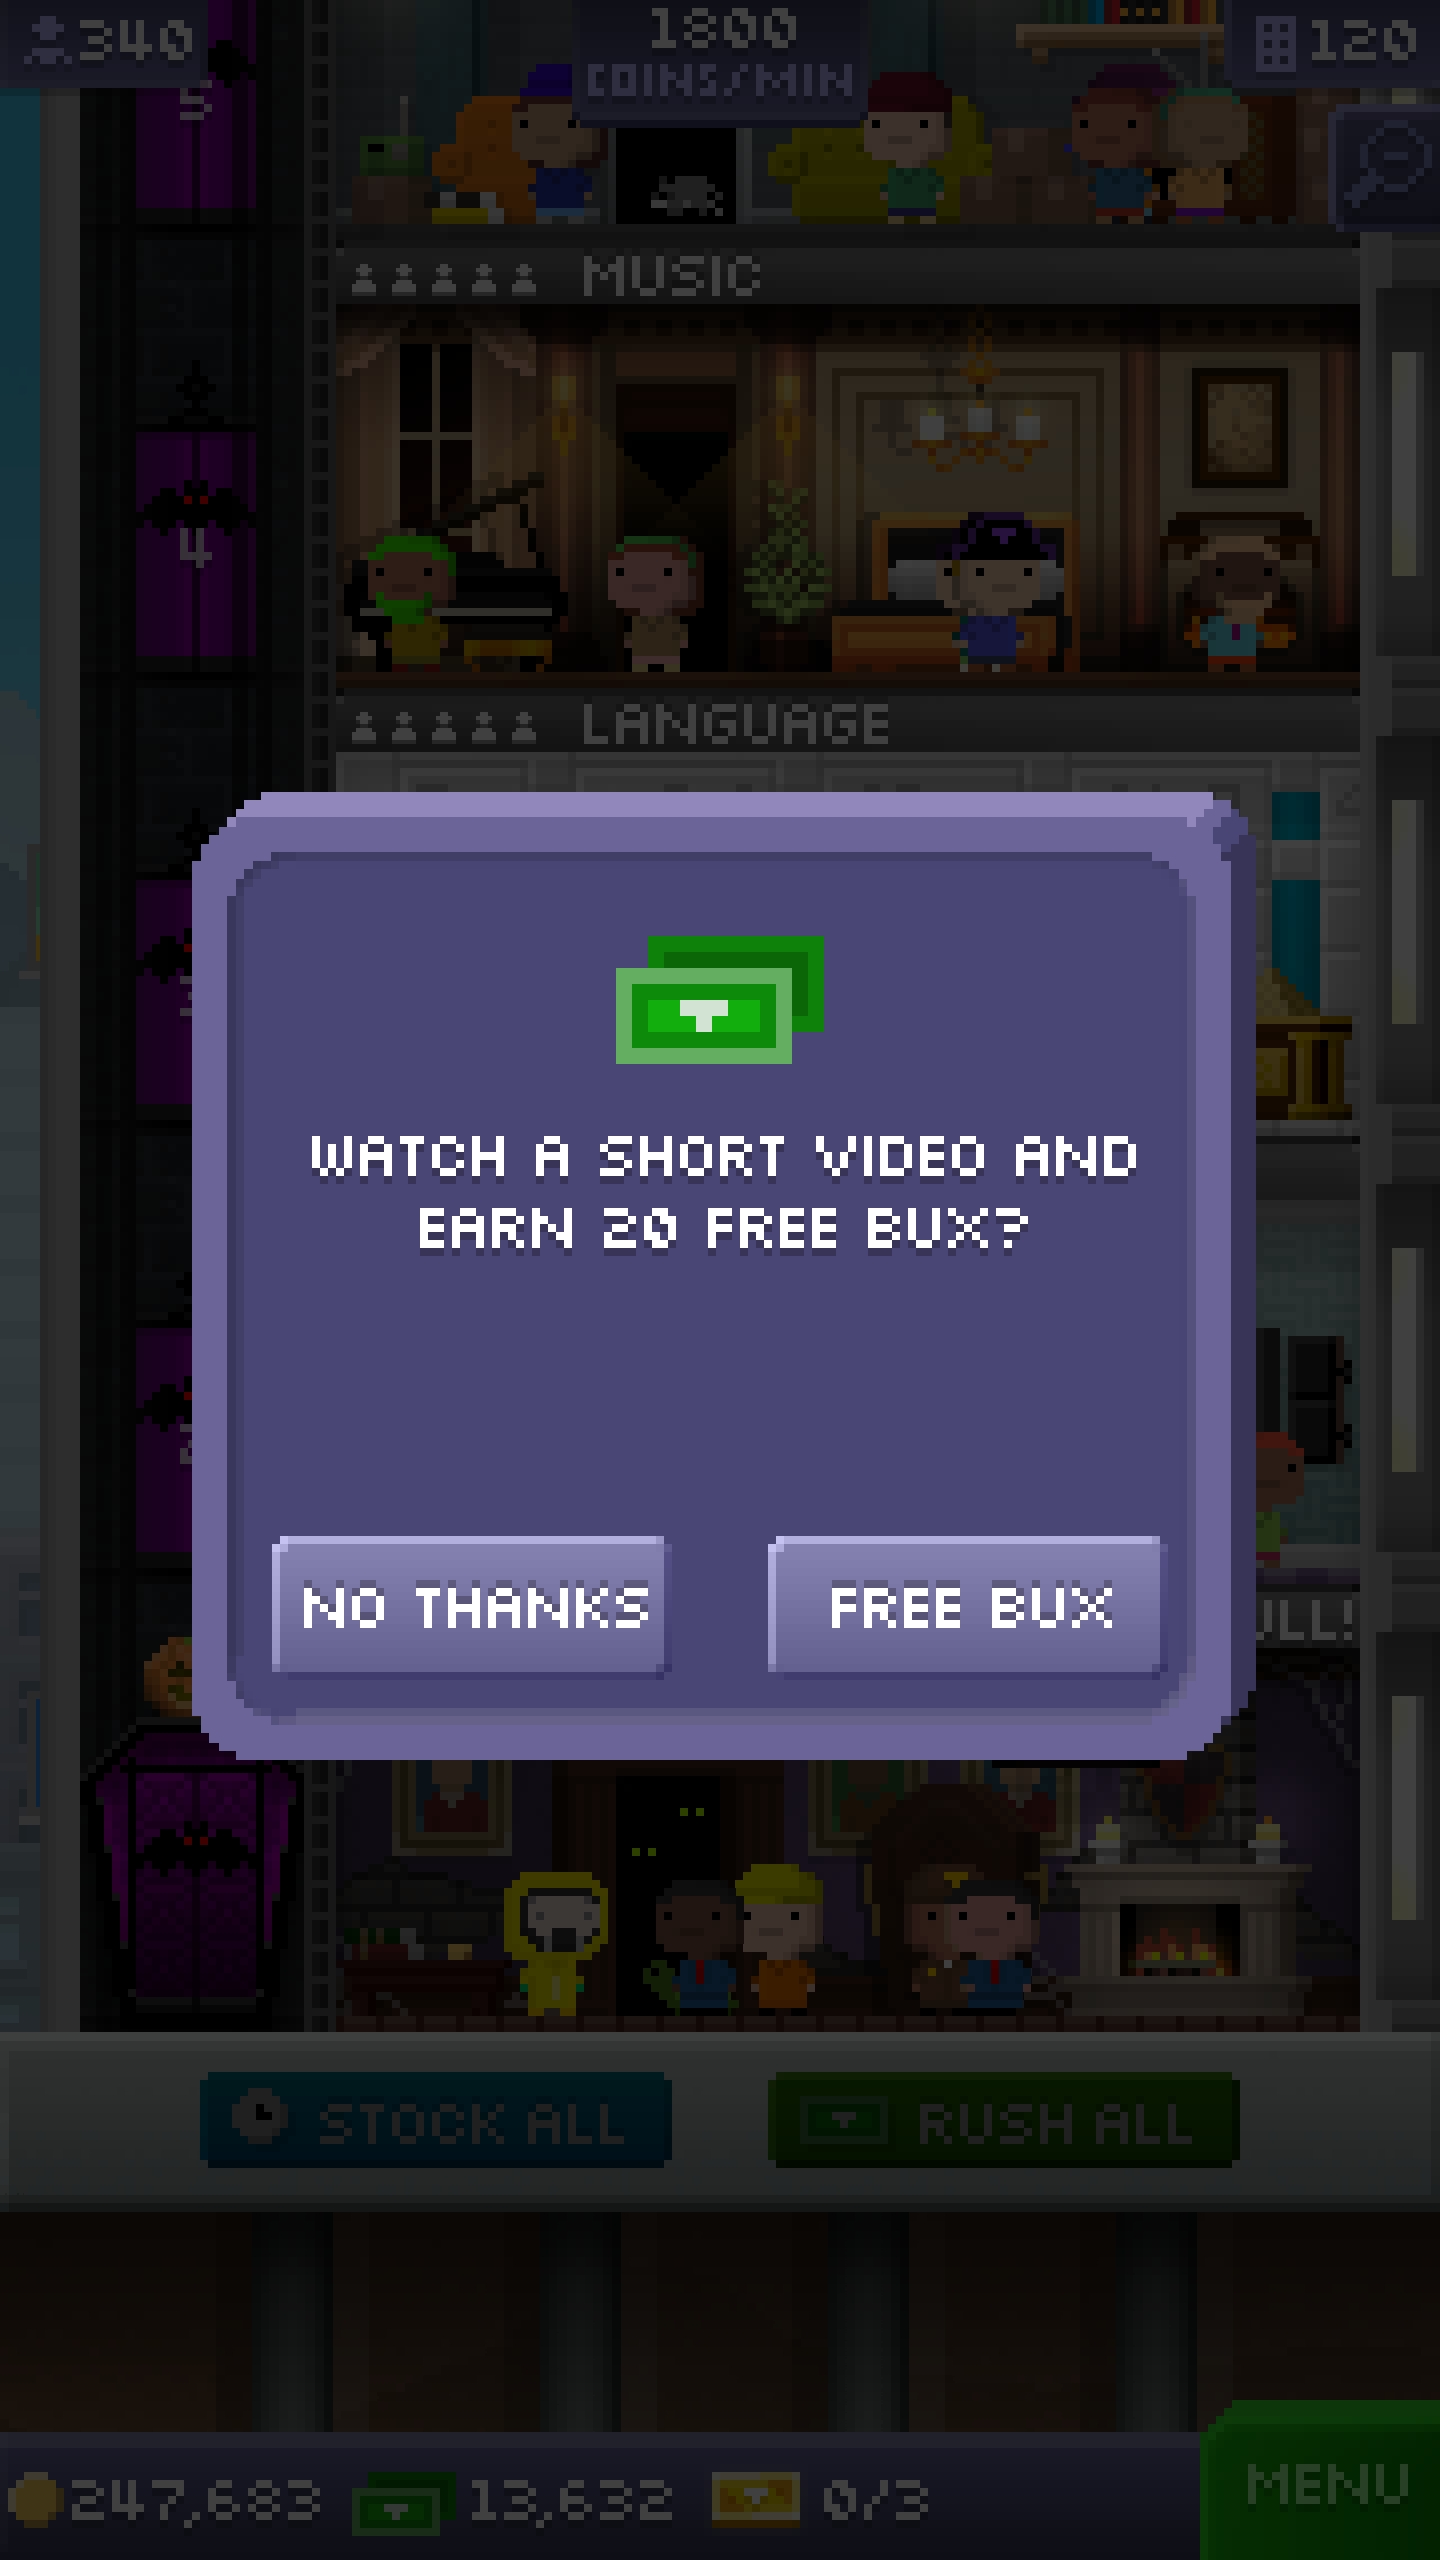 340
1800
COINS/MIN
120
5
MUSIC
4
LANGUAGE
WATCH A SHORT VIDEO AND
EARN 20 FREE BUX?
NO THANKS
FREE BUX
STOCK ALL
RUSH ALL
247,683
13,632
0/3
MENU